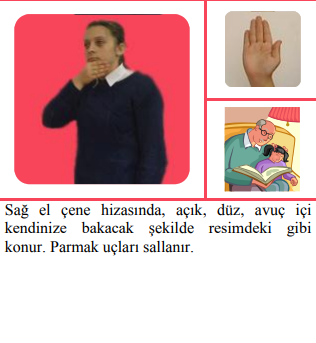 Sağ el çene hizasında, açık, düz, avuç içi
kendinize bakacak şekilde resimdeki gibi
konur. Parmak uçları sallanır.